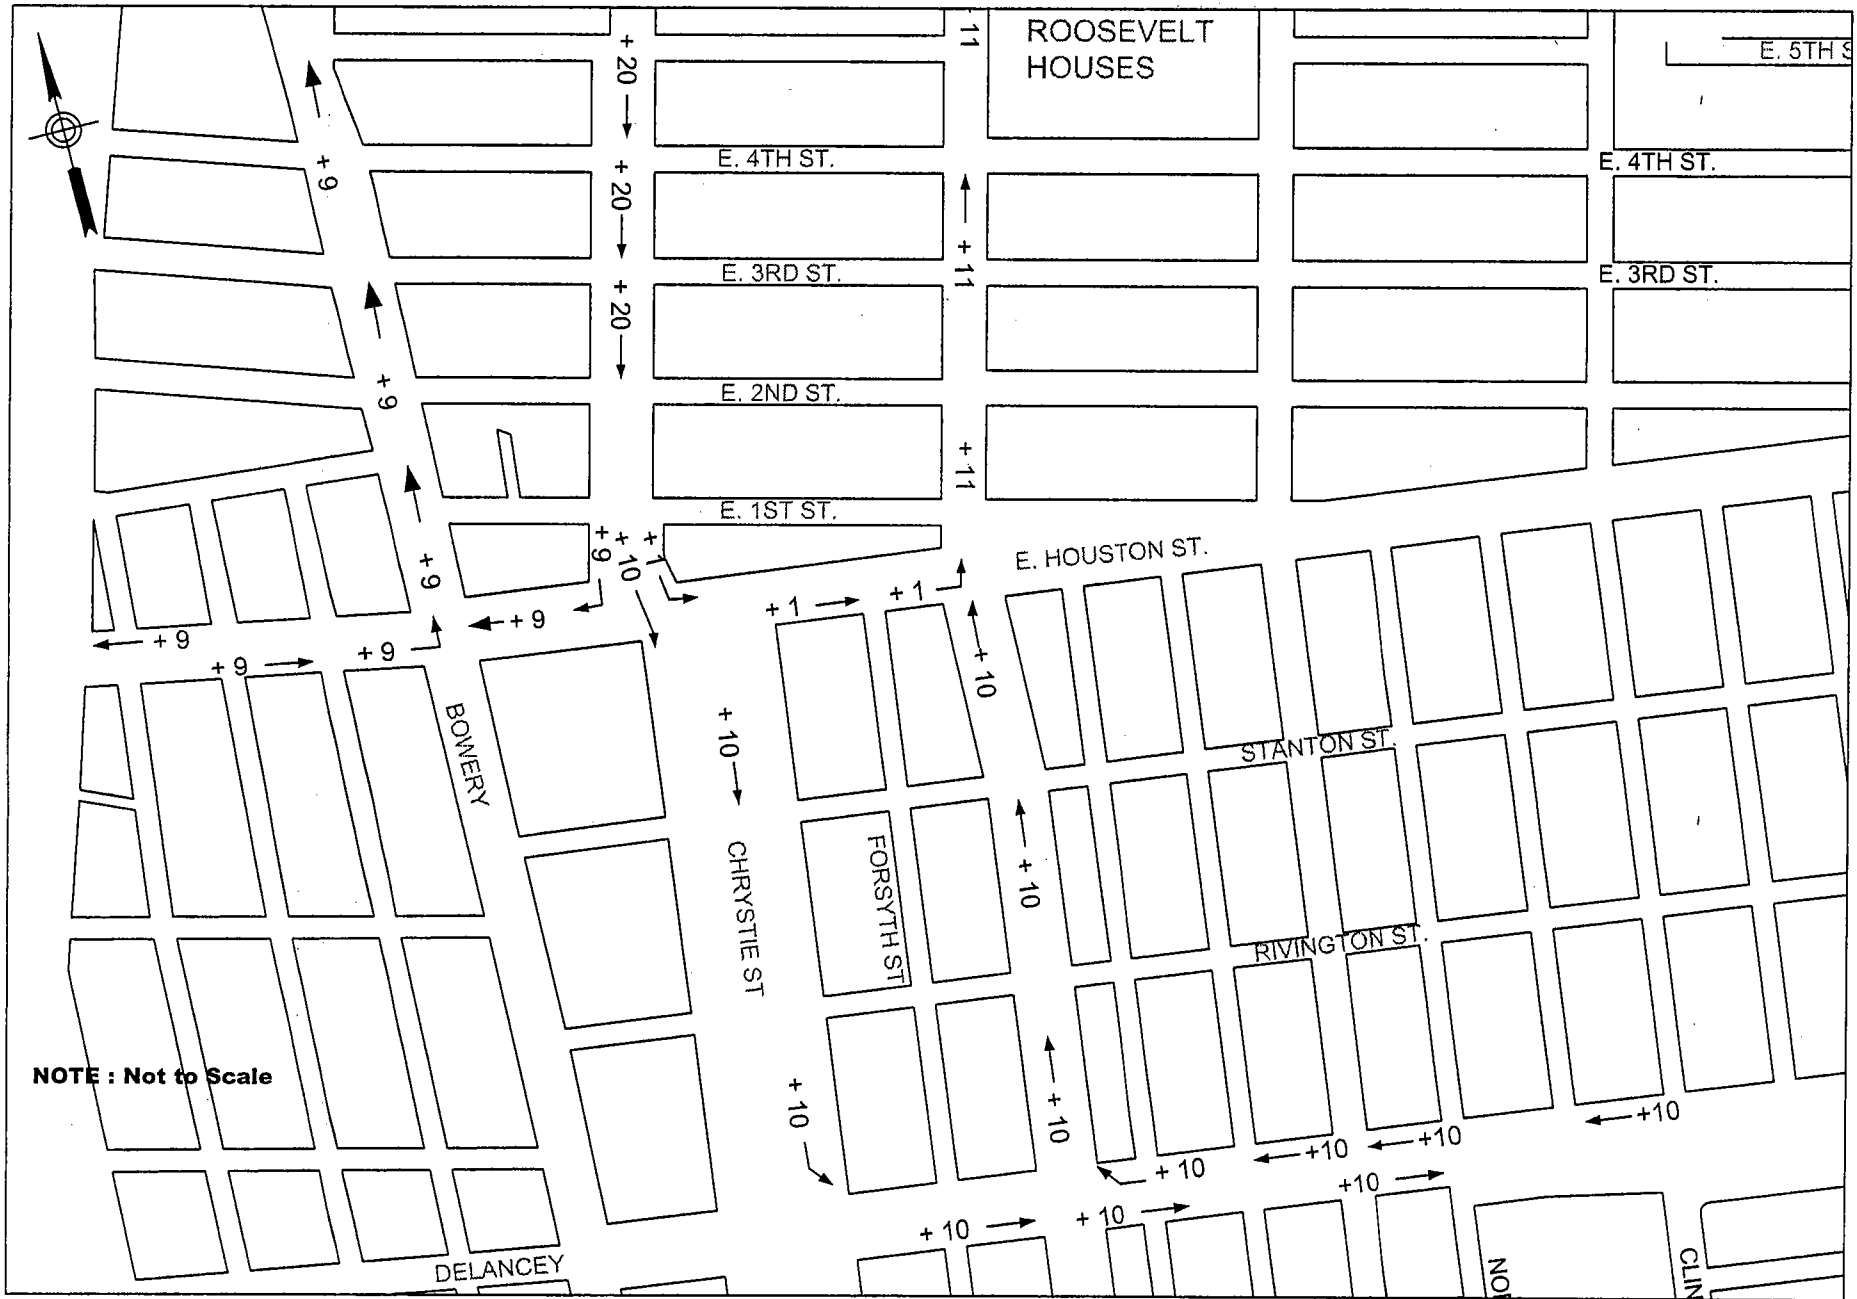 ROOSEVELT
HOUSES
11
+ 20
E. 5TH S
E. 4TH ST.
E. 4TH ST.
+ 9
+ 20
+ 11
E. 3RD ST.
E. 3RD ST.
+ 20
+ 9
E. 2ND ST.
+ 11
E. 1ST ST.
+ 9
+ 10
+ 1
E. HOUSTON ST.
+ 9
+ 1
+ 1
+ 9
+ 9
+ 9
+ 9
+ 10
BOWERY
+ 10
STANTON ST.
CHRYSTIE ST
FORSYTH ST
+ 10
RIVINGTON ST.
NOTE : Not to Scale
+ 10
+ 10
+10
+10
+10
+ 10
+10
+ 10
+ 10
DELANCEY
NOR
CLIN